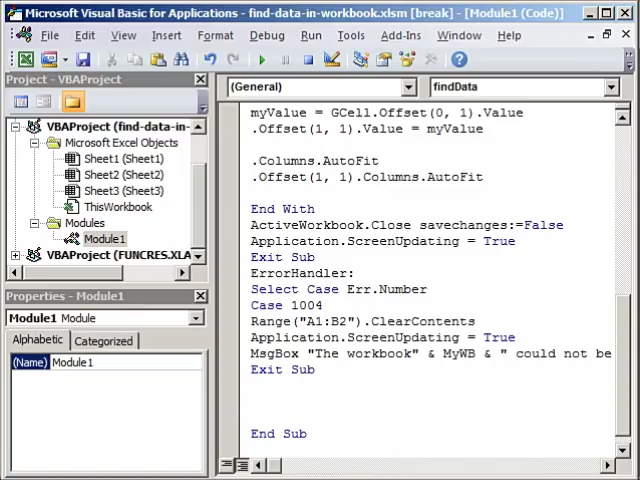 Microsoft Visual Basic for Applications - find-data-in-workbook.xlsm [break] - [Module1 (Code)]
File Edit View Insert Format Debug Run Tools Add-Ins Window Help
Project - VBAProject
VBAProject (find-data-in-
Microsoft Excel Objects
Sheet1 (Sheet1)
Sheet2 (Sheet2)
Sheet3 (Sheet3)
ThisWorkbook
Modules
Module1
VBAProject (FUNCRES.XLA
Properties - Module1
Module1 Module
Alphabetic Categorized
(Name) Module1
(General) findData
myValue = GCell.Offset(0, 1).Value
.Offset(1, 1).Value = myValue
.Columns.AutoFit
.Offset(1, 1).Columns.AutoFit
End With
ActiveWorkbook.Close savechanges:=False
Application.ScreenUpdating = True
Exit Sub
ErrorHandler:
Select Case Err.Number
Case 1004
Range("A1:B2").ClearContents
Application.ScreenUpdating = True
MsgBox "The workbook" & MyWB & " could not be
Exit Sub
End Sub